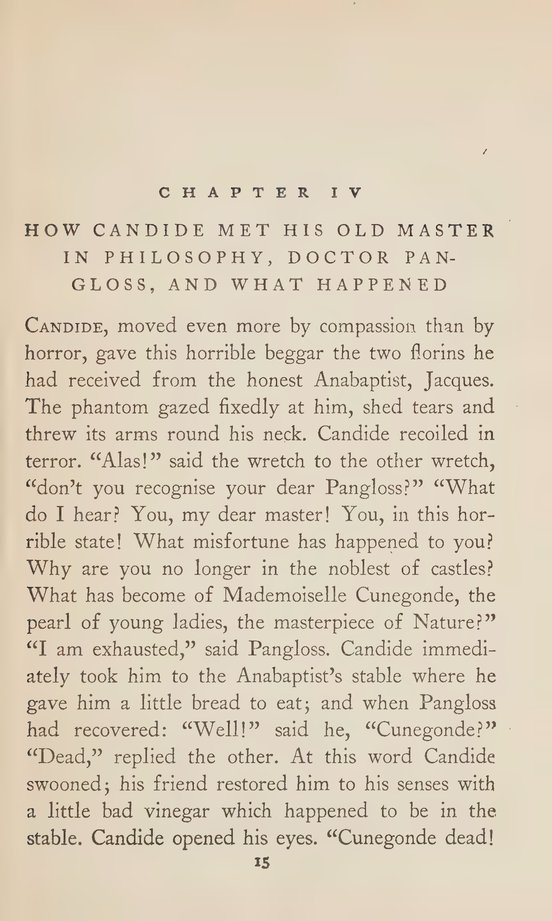 CHAPTER IV
HOW CANDIDE MET HIS OLD MASTER
IN PHILOSOPHY, DOCTOR PAN-
GLOSS, AND WHAT HAPPENED
CANDIDE, moved even more by compassion than by
horror, gave this horrible beggar the two florins he
had received from the honest Anabaptist, Jacques.
The phantom gazed fixedly at him, shed tears and
threw its arms round his neck. Candide recoiled in
terror. “Alas!” said the wretch to the other wretch,
“don’t you recognise your dear Pangloss?” “What
do I hear? You, my dear master! You, in this hor-
rible state! What misfortune has happened to you?
Why are you no longer in the noblest of castles?
What has become of Mademoiselle Cunegonde, the
pearl of young ladies, the masterpiece of Nature?”
“I am exhausted,” said Pangloss. Candide immedi-
ately took him to the Anabaptist’s stable where he
gave him a little bread to eat; and when Pangloss
had recovered: “Well!” said he, “Cunegonde?”
“Dead,” replied the other. At this word Candide
swooned; his friend restored him to his senses with
a little bad vinegar which happened to be in the
stable. Candide opened his eyes. “Cunegonde dead!
15